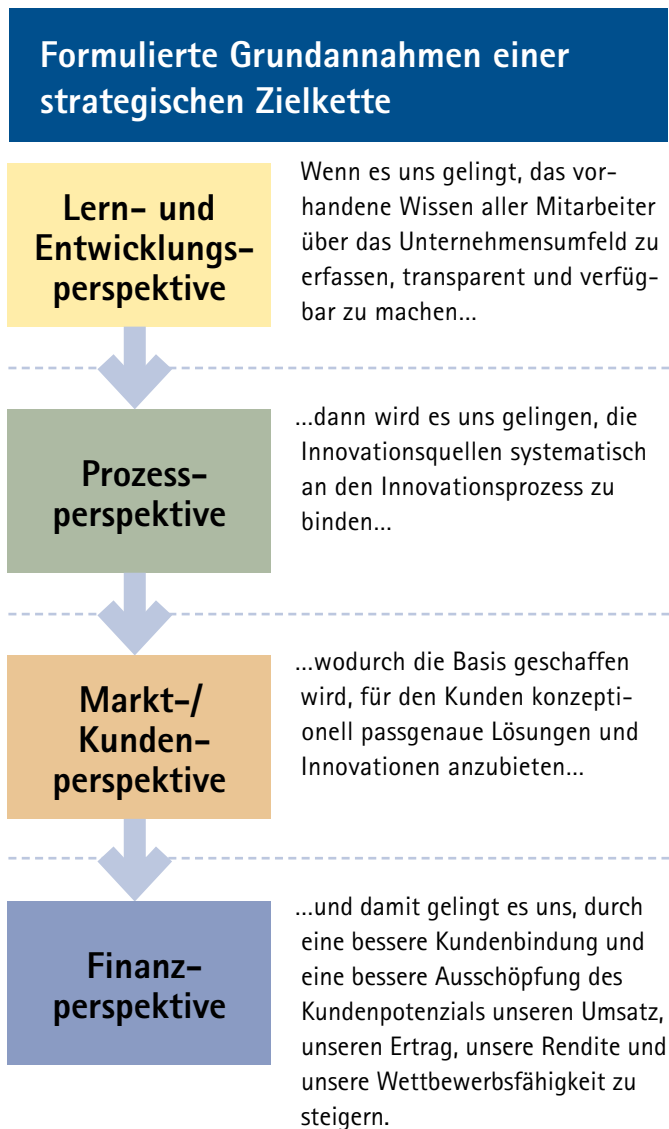 Formulierte Grundannahmen einer
strategischen Zielkette
Lern- und
Entwicklungs-
perspektive
Wenn es uns gelingt, das vor-
handene Wissen aller Mitarbeiter
über das Unternehmensumfeld zu
erfassen, transparent und verfüg-
bar zu machen...
Prozess-
perspektive
...dann wird es uns gelingen, die
Innovationsquellen systematisch
an den Innovationsprozess zu
binden...
Markt-/
Kunden-
perspektive
...wodurch die Basis geschaffen
wird, für den Kunden konzepti-
onell passgenaue Lösungen und
Innovationen anzubieten...
Finanz-
perspektive
...und damit gelingt es uns, durch
eine bessere Kundenbindung und
eine bessere Ausschöpfung des
Kundenpotenzials unseren Umsatz,
unseren Ertrag, unsere Rendite und
unsere Wettbewerbsfähigkeit zu
steigern.